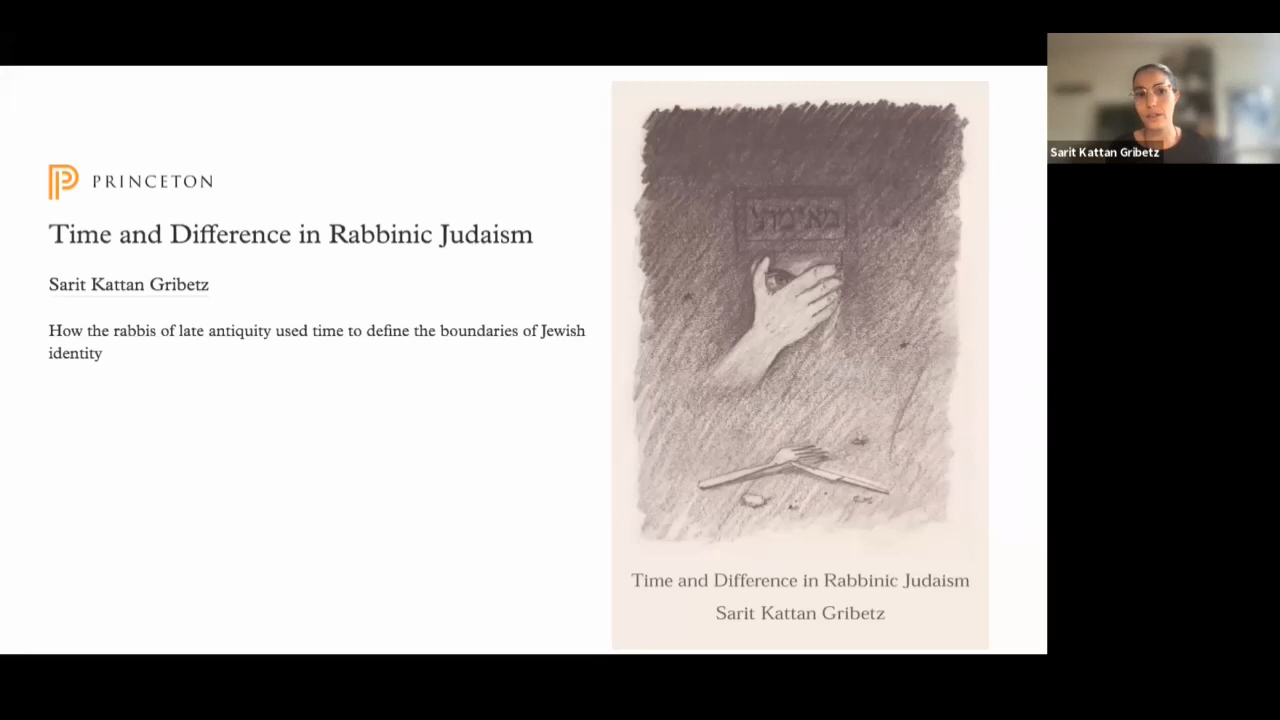 PRINCETON
Time and Difference in Rabbinic Judaism
Sarit Kattan Gribetz
How the rabbis of late antiquity used time to define the boundaries of Jewish
identity
מאימתי
Time and Difference in Rabbinic Judaism
Sarit Kattan Gribetz
Sarit Kattan Gribetz